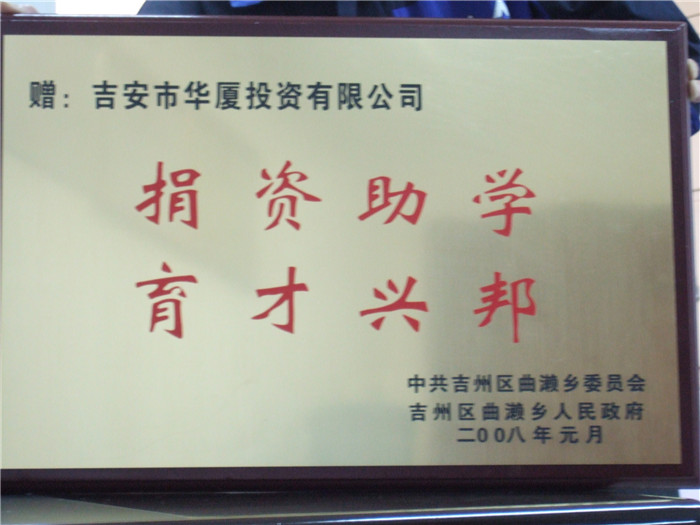 赠：吉安市华厦投资有限公司
捐资助学
育才兴邦
中共吉州区曲濑乡委员会
吉州区曲濑乡人民政府
二00八年元月